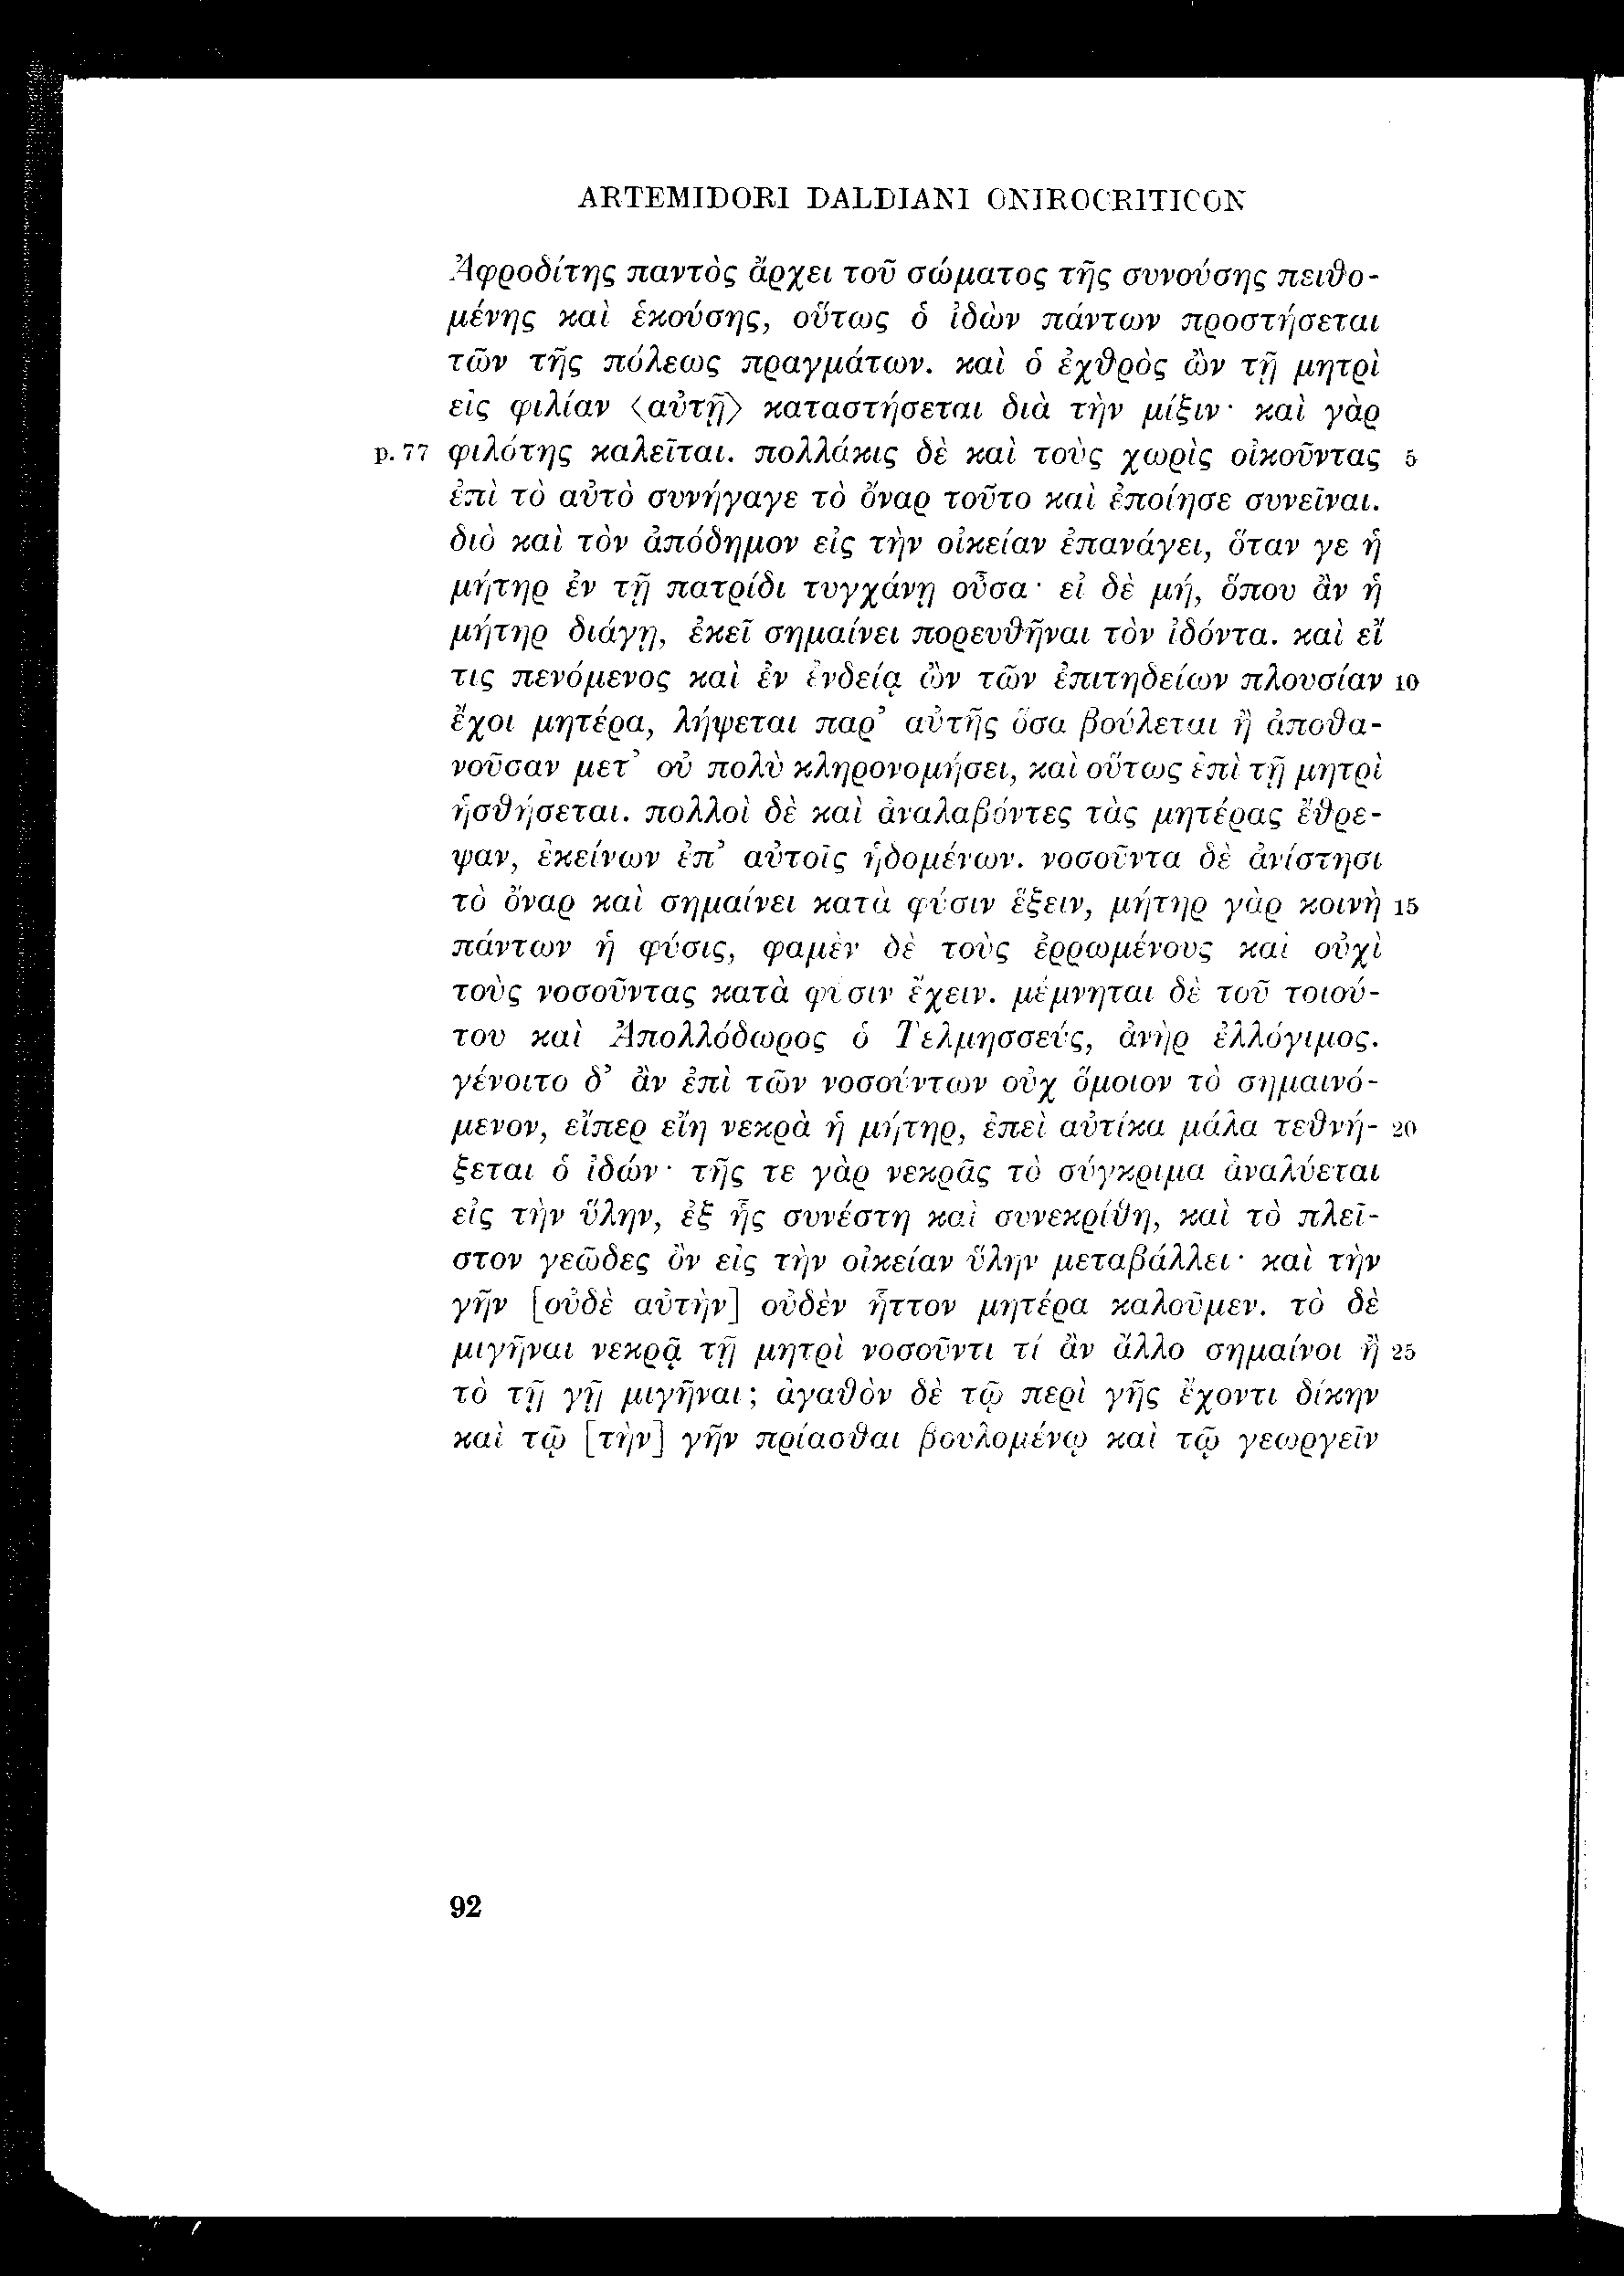 ARTEMIDORI DALDIANI ONIROCRITICON
Ἀφροδίτης παντὸς ἄρχει τοῦ σώματος τῆς συνούσης πειθο-
μένης καὶ ἑκούσης, οὕτως ὁ ἰδὼν πάντων προστήσεται
τῶν τῆς πόλεως πραγμάτων. καὶ ὁ ἐχθρὸς ὢν τῇ μητρὶ
εἰς φιλίαν ⟨αὐτῇ⟩ καταστήσεται διὰ τὴν μίξιν· καὶ γὰρ
p. 77 φιλότης καλεῖται. πολλάκις δὲ καὶ τοὺς χωρὶς οἰκοῦντας 5
ἐπὶ τὸ αὐτὸ συνήγαγε τὸ ὄναρ τοῦτο καὶ ἐποίησε συνεῖναι.
διὸ καὶ τὸν ἀπόδημον εἰς τὴν οἰκείαν ἐπανάγει, ὅταν γε ἡ
μήτηρ ἐν τῇ πατρίδι τυγχάνῃ οὖσα· εἰ δὲ μή, ὅπου ἂν ἡ
μήτηρ διάγῃ, ἐκεῖ σημαίνει πορευθῆναι τὸν ἰδόντα. καὶ εἴ
τις πενόμενος καὶ ἐν ἐνδείᾳ ὢν τῶν ἐπιτηδείων πλουσίαν 10
ἔχοι μητέρα, λήψεται παρ᾽ αὐτῆς ὅσα βούλεται ἢ ἀποθα-
νοῦσαν μετ᾽ οὐ πολὺ κληρονομήσει, καὶ οὕτως ἐπὶ τῇ μητρὶ
ἡσθήσεται. πολλοὶ δὲ καὶ ἀναλαβόντες τὰς μητέρας ἔθρε-
ψαν, ἐκείνων ἐπ᾽ αὐτοῖς ἡδομένων. νοσοῦντα δὲ ἀνίστησι
τὸ ὄναρ καὶ σημαίνει κατὰ φύσιν ἕξειν, μήτηρ γὰρ κοινὴ 15
πάντων ἡ φύσις, φαμὲν δὲ τοὺς ἐρρωμένους καὶ οὐχὶ
τοὺς νοσοῦντας κατὰ φύσιν ἔχειν. μέμνηται δὲ τοῦ τοιού-
του καὶ Ἀπολλόδωρος ὁ Τελμησσεύς, ἀνὴρ ἐλλόγιμος.
γένοιτο δ᾽ ἂν ἐπὶ τῶν νοσούντων οὐχ ὅμοιον τὸ σημαινό-
μενον, εἴπερ εἴη νεκρὰ ἡ μήτηρ, ἐπεὶ αὐτίκα μάλα τεθνή- 20
ξεται ὁ ἰδών· τῆς τε γὰρ νεκρᾶς τὸ σύγκριμα ἀναλύεται
εἰς τὴν ὕλην, ἐξ ἧς συνέστη καὶ συνεκρίθη, καὶ τὸ πλεῖ-
στον γεῶδες ὂν εἰς τὴν οἰκείαν ὕλην μεταβάλλει· καὶ τὴν
γῆν [οὐδὲ αὐτὴν] οὐδὲν ἧττον μητέρα καλοῦμεν. τὸ δὲ
μιγῆναι νεκρᾷ τῇ μητρὶ νοσοῦντι τί ἂν ἄλλο σημαίνοι ἢ 25
τὸ τῇ γῇ μιγῆναι; ἀγαθὸν δὲ τῷ περὶ γῆς ἔχοντι δίκην
καὶ τῷ [τὴν] γῆν πρίασθαι βουλομένῳ καὶ τῷ γεωργεῖν
92